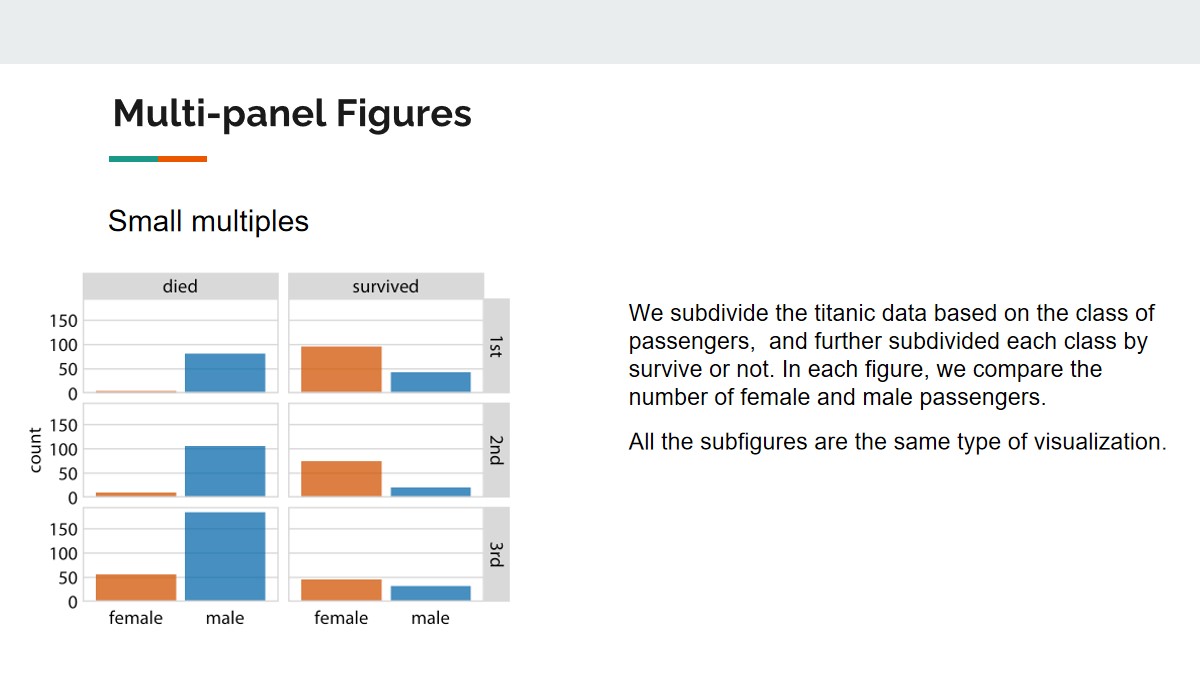 Multi-panel Figures
Small multiples
died survived
150
100
50
0
1st
150
100
50
0
2nd
count
150
100
50
0
3rd
female male female male
We subdivide the titanic data based on the class of
passengers,  and further subdivided each class by
survive or not. In each figure, we compare the
number of female and male passengers.
All the subfigures are the same type of visualization.